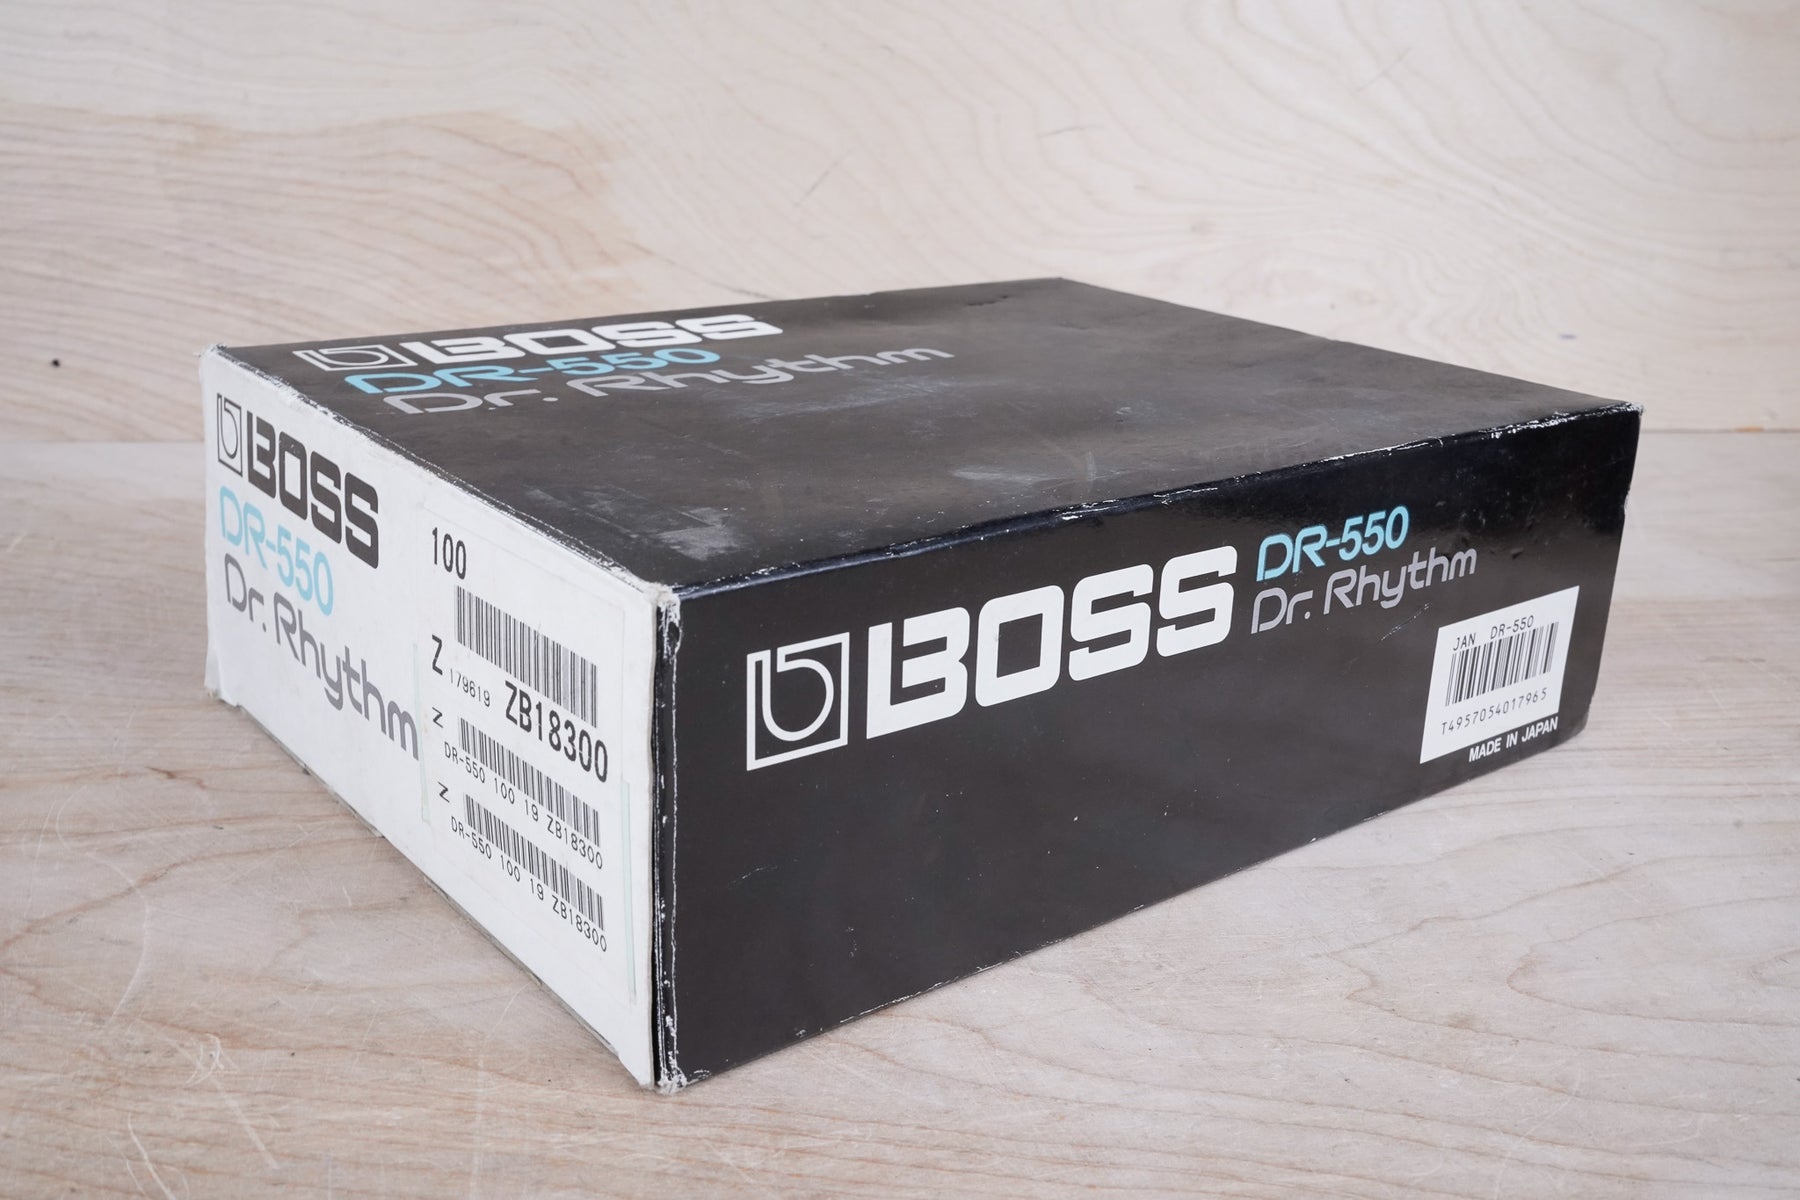 BOSS
DR-550
Dr. Rhythm
BOSS
DR-550
Dr. Rhythm
100
Z
179619
ZB18300
Z
DR-550 100 19 ZB18300
Z
DR-550 100 19 ZB18300
BOSS
DR-550
Dr. Rhythm
JAN DR-550
T4957054017965
MADE IN JAPAN